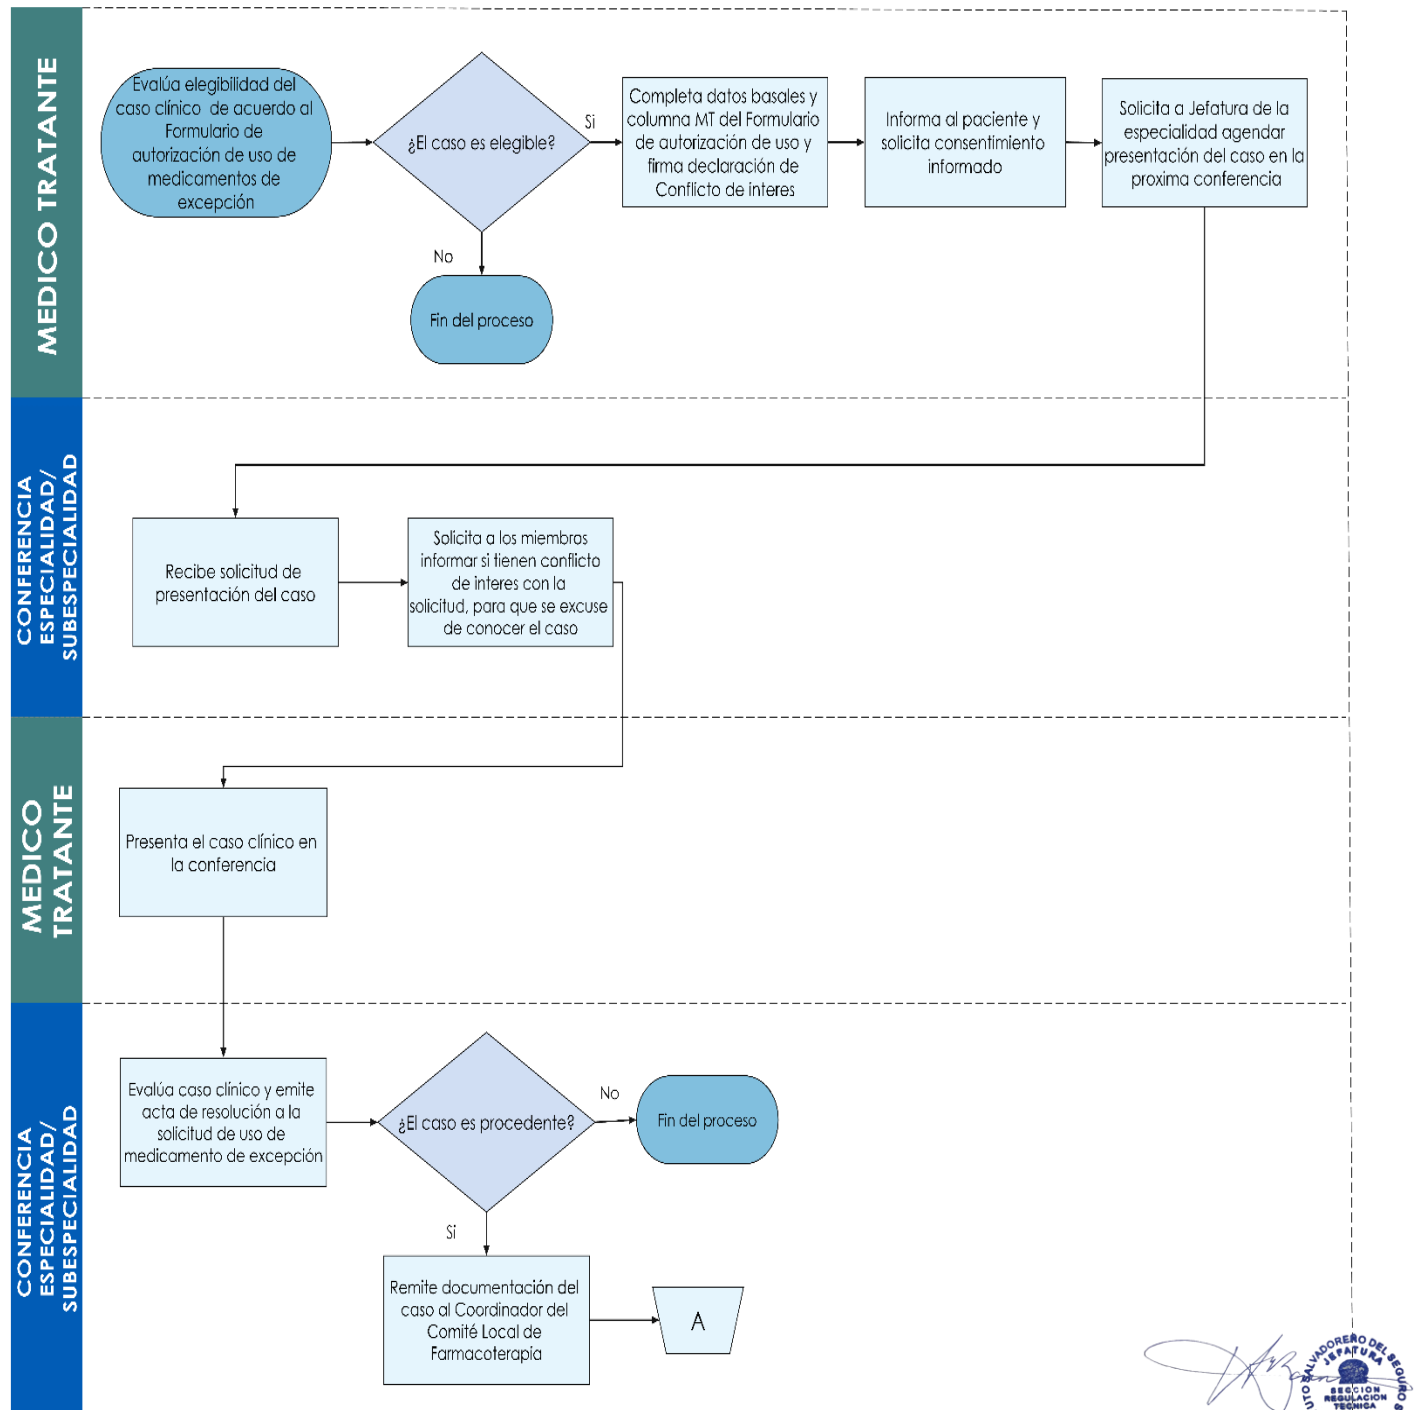 MEDICO TRATANTE
Evalúa elegibilidad del
caso clínico de acuerdo al
Formulario de
autorización de uso de
medicamentos de
excepción
¿El caso es elegible?
Si
No
Fin del proceso
Completa datos basales y
columna MT del Formulario
de autorización de uso y
firma declaración de
Conflicto de interes
Informa al paciente y
solicita consentimiento
informado
Solicita a Jefatura de la
especialidad agendar
presentación del caso en la
proxima conferencia
CONFERENCIA
ESPECIALIDAD/
SUBESPECIALIDAD
Recibe solicitud de
presentación del caso
Solicita a los miembros
informar si tienen conflicto
de interes con la
solicitud, para que se excuse
de conocer el caso
MEDICO
TRATANTE
Presenta el caso clínico en
la conferencia
CONFERENCIA
ESPECIALIDAD/
SUBESPECIALIDAD
Evalúa caso clínico y emite
acta de resolución a la
solicitud de uso de
medicamento de excepción
¿El caso es procedente?
No
Fin del proceso
Si
Remite documentación del
caso al Coordinador del
Comité Local de
Farmacoterapía
A
SALVADOREÑO DEL SEGURO
JEFATURA
SECCION
REGULACION
TECNICA